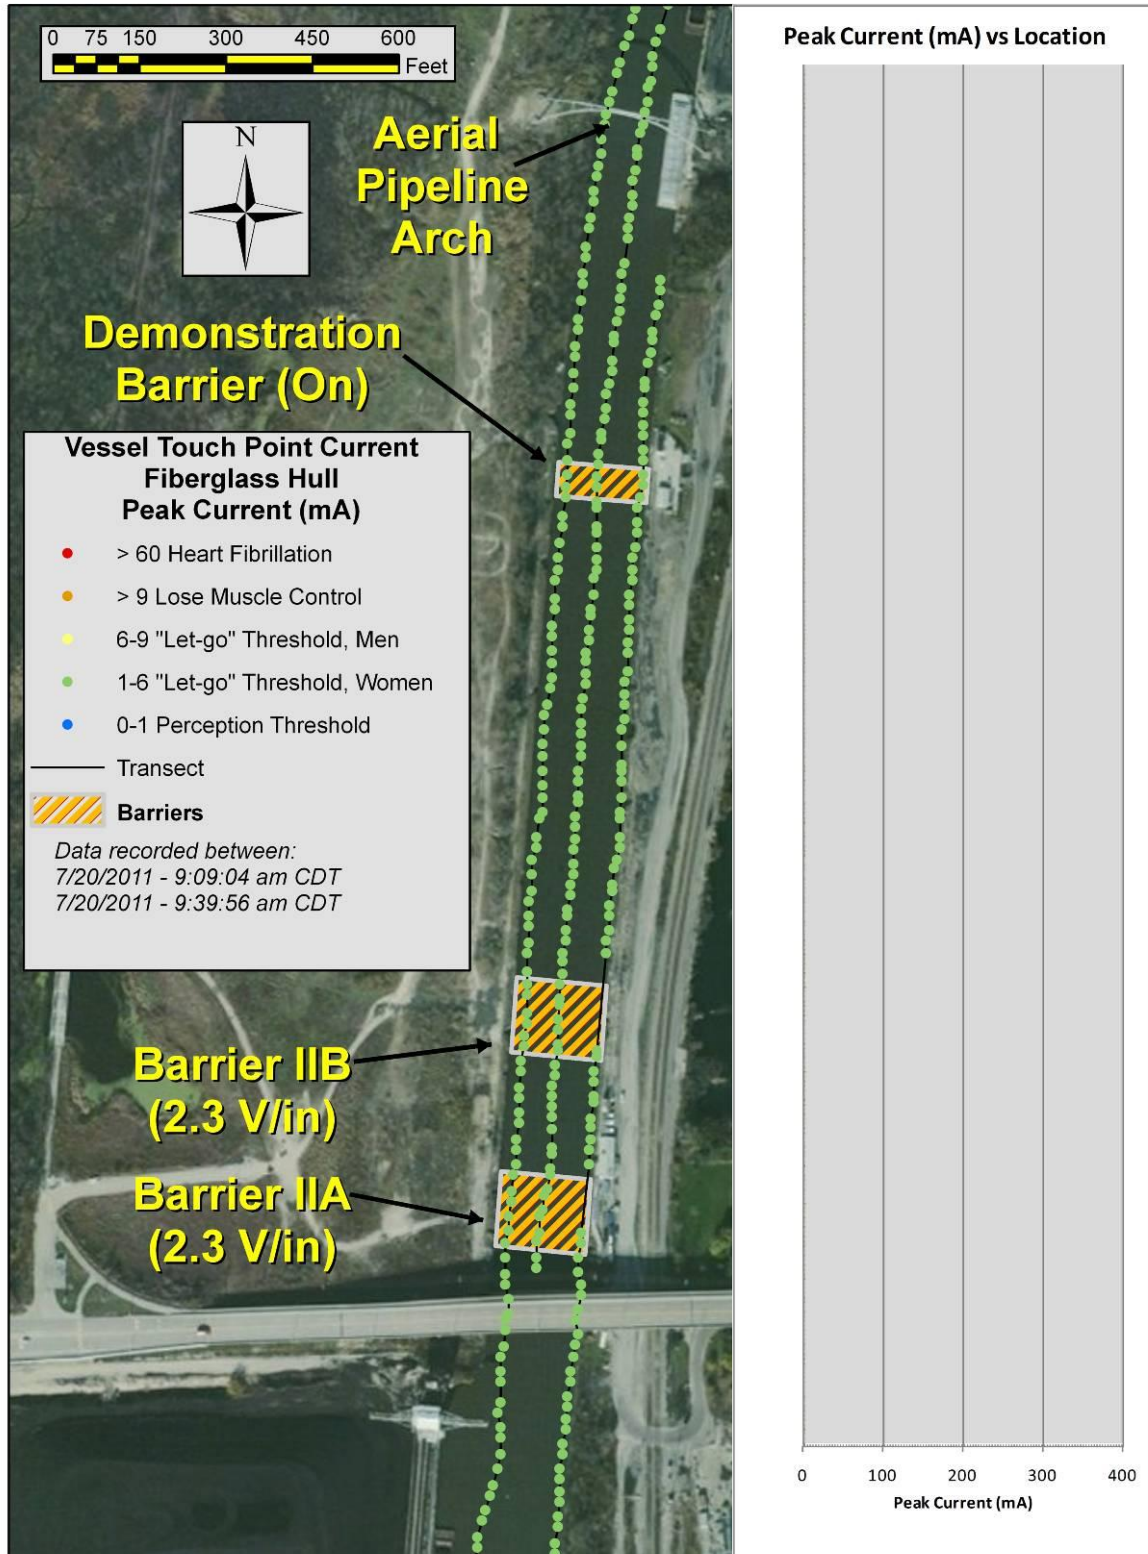 0 75 150 300 450 600
Feet
N
Aerial
Pipeline
Arch
Demonstration
Barrier (On)
Vessel Touch Point Current
Fiberglass Hull
Peak Current (mA)
> 60 Heart Fibrillation
> 9 Lose Muscle Control
6-9 "Let-go" Threshold, Men
1-6 "Let-go" Threshold, Women
0-1 Perception Threshold
Transect
Barriers
Data recorded between:
7/20/2011 - 9:09:04 am CDT
7/20/2011 - 9:39:56 am CDT
Barrier IIB
(2.3 V/in)
Barrier IIA
(2.3 V/in)
Peak Current (mA) vs Location
0 100 200 300 400
Peak Current (mA)